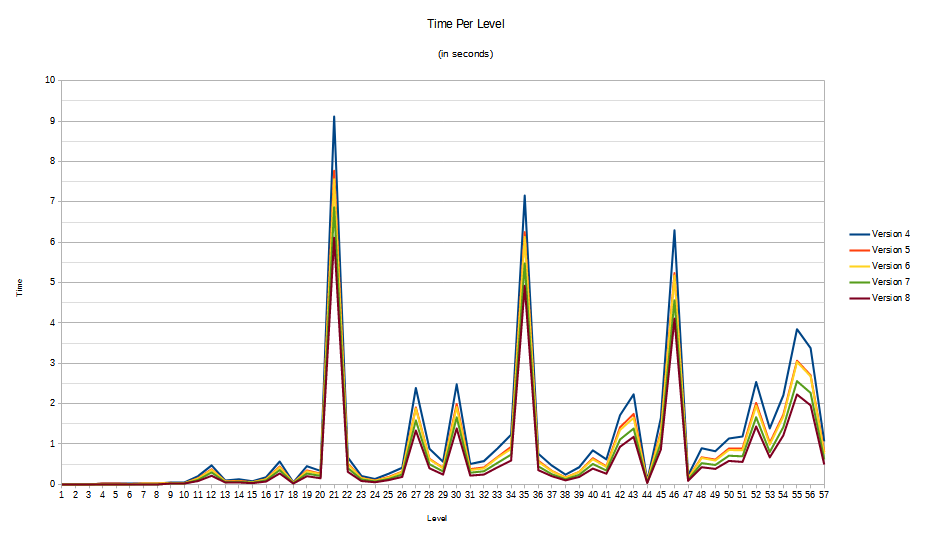 Time Per Level
(in seconds)
10
9
8
7
6
5
4
3
2
1
0
Time
1 2 3 4 5 6 7 8 9 10 11 12 13 14 15 16 17 18 19 20 21 22 23 24 25 26 27 28 29 30 31 32 33 34 35 36 37 38 39 40 41 42 43 44 45 46 47 48 49 50 51 52 53 54 55 56 57
Level
Version 4
Version 5
Version 6
Version 7
Version 8